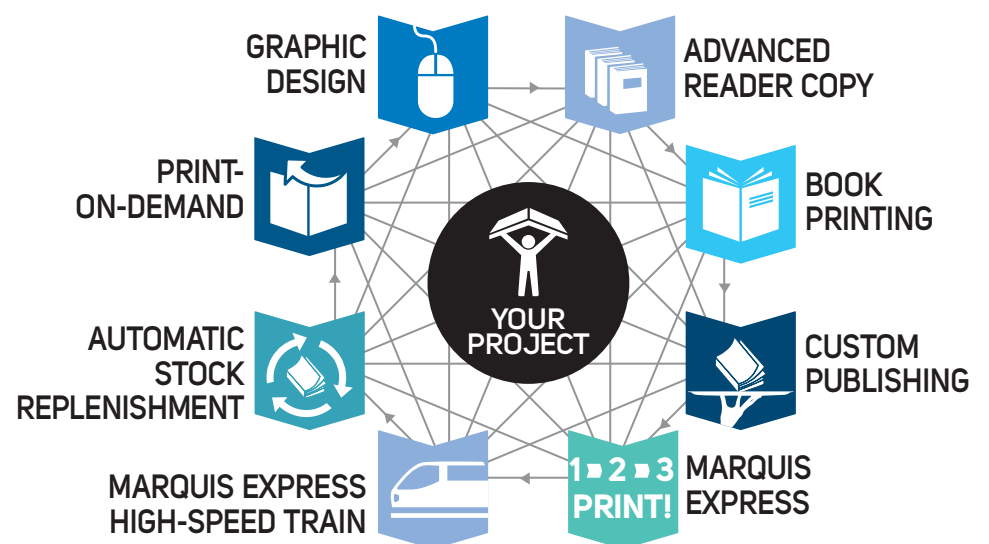 GRAPHIC
DESIGN
ADVANCED
READER COPY
PRINT-
ON-DEMAND
BOOK
PRINTING
YOUR
PROJECT
AUTOMATIC
STOCK
REPLENISHMENT
CUSTOM
PUBLISHING
MARQUIS EXPRESS
HIGH-SPEED TRAIN
1 2 3
PRINT!
MARQUIS
EXPRESS